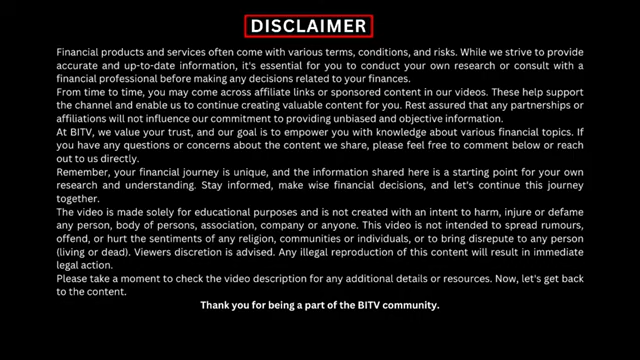 DISCLAIMER
Financial products and services often come with various terms, conditions, and risks. While we strive to provide
accurate and up-to-date information, it's essential for you to conduct your own research or consult with a
financial professional before making any decisions related to your finances.
From time to time, you may come across affiliate links or sponsored content in our videos. These help support
the channel and enable us to continue creating valuable content for you. Rest assured that any partnerships or
affiliations will not influence our commitment to providing unbiased and objective information.
At BITV, we value your trust, and our goal is to empower you with knowledge about various financial topics. If
you have any questions or concerns about the content we share, please feel free to comment below or reach
out to us directly.
Remember, your financial journey is unique, and the information shared here is a starting point for your own
research and understanding. Stay informed, make wise financial decisions, and let's continue this journey
together.
The video is made solely for educational purposes and is not created with an intent to harm, injure or defame
any person, body of persons, association, company or anyone. This video is not intended to spread rumours,
offend, or hurt the sentiments of any religion, communities or individuals, or to bring disrepute to any person
(living or dead). Viewers discretion is advised. Any illegal reproduction of this content will result in immediate
legal action.
Please take a moment to check the video description for any additional details or resources. Now, let's get back
to the content.
Thank you for being a part of the BITV community.